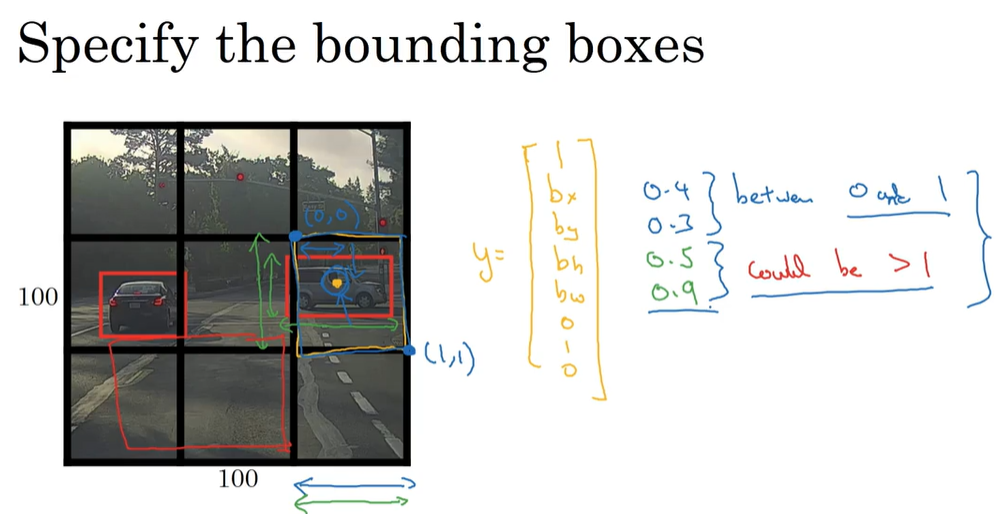 Specify the bounding boxes
(0,0)
100
(1,1)
100
y=
1
bx
by
bh
bw
0
1
0
0.4
0.3
0.5
0.9
between 0 and 1
could be >1